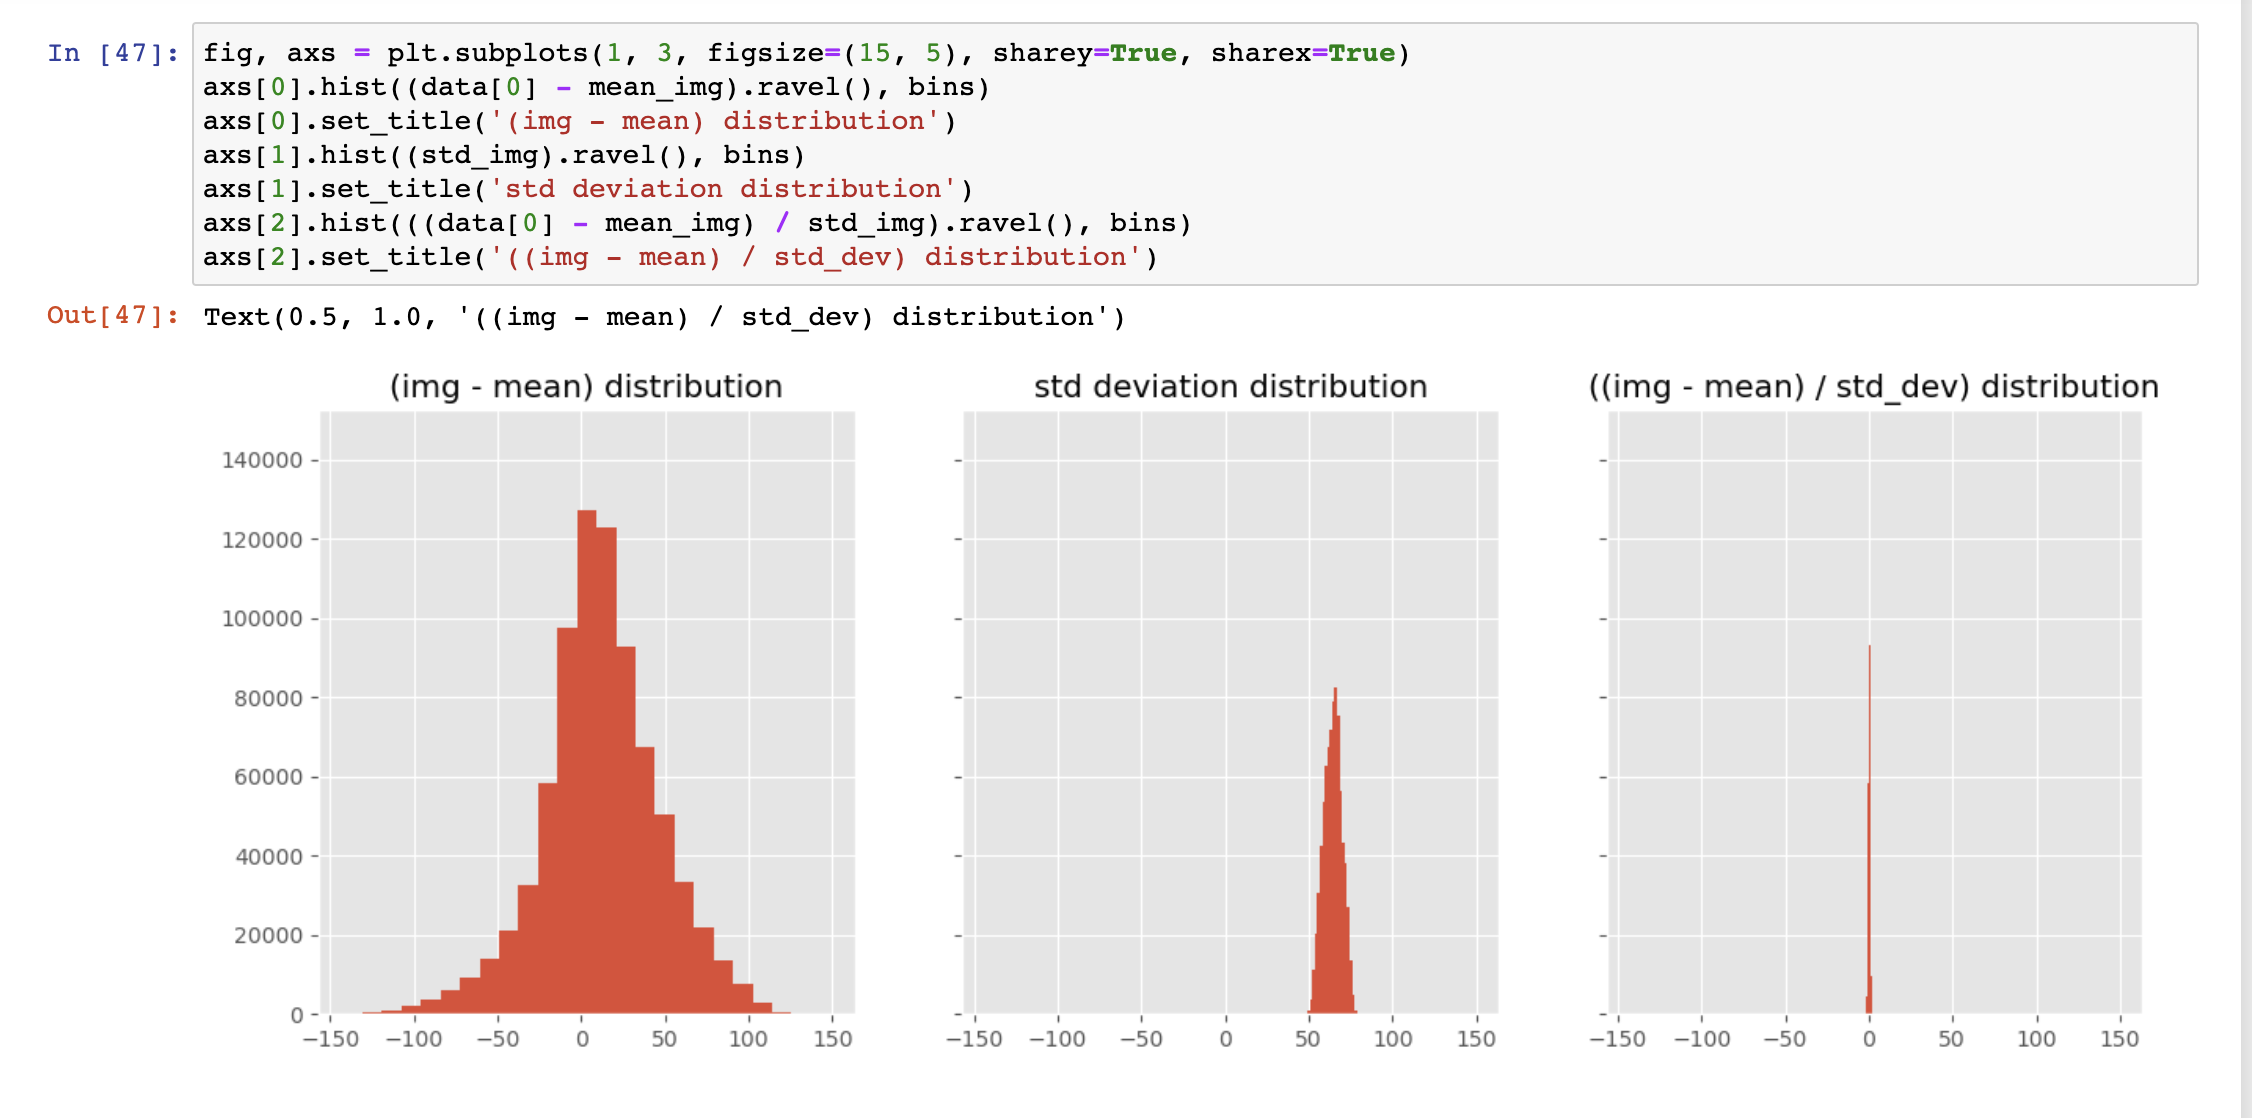 In [47]: fig, axs = plt.subplots(1, 3, figsize=(15, 5), sharey=True, sharex=True)
axs[0].hist((data[0] - mean_img).ravel(), bins)
axs[0].set_title('(img - mean) distribution')
axs[1].hist((std_img).ravel(), bins)
axs[1].set_title('std deviation distribution')
axs[2].hist(((data[0] - mean_img) / std_img).ravel(), bins)
axs[2].set_title('((img - mean) / std_dev) distribution')
Out[47]: Text(0.5, 1.0, '((img - mean) / std_dev) distribution')
(img - mean) distribution
140000
120000
100000
80000
60000
40000
20000
0
−150 −100 −50 0 50 100 150
std deviation distribution
−150 −100 −50 0 50 100 150
((img - mean) / std_dev) distribution
−150 −100 −50 0 50 100 150